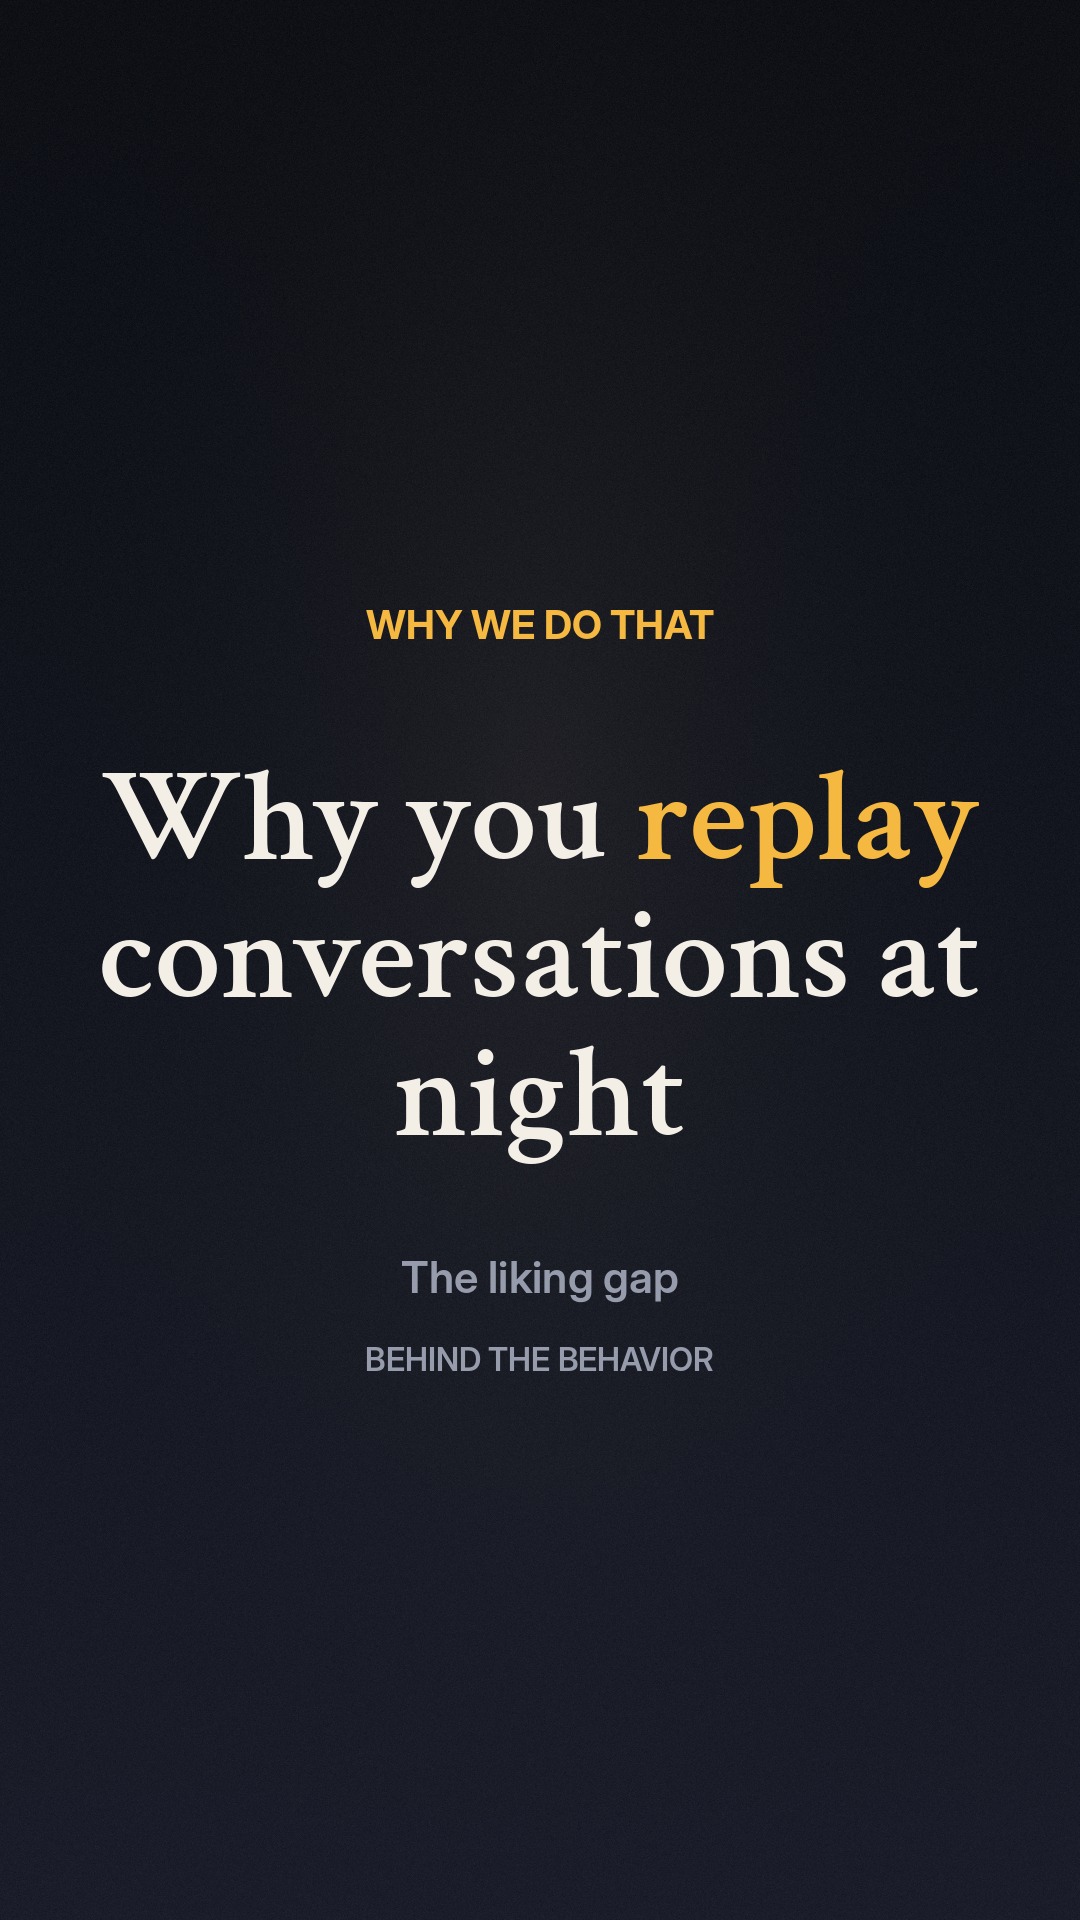 WHY WE DO THAT
Why you replay
conversations at
night
The liking gap
BEHIND THE BEHAVIOR